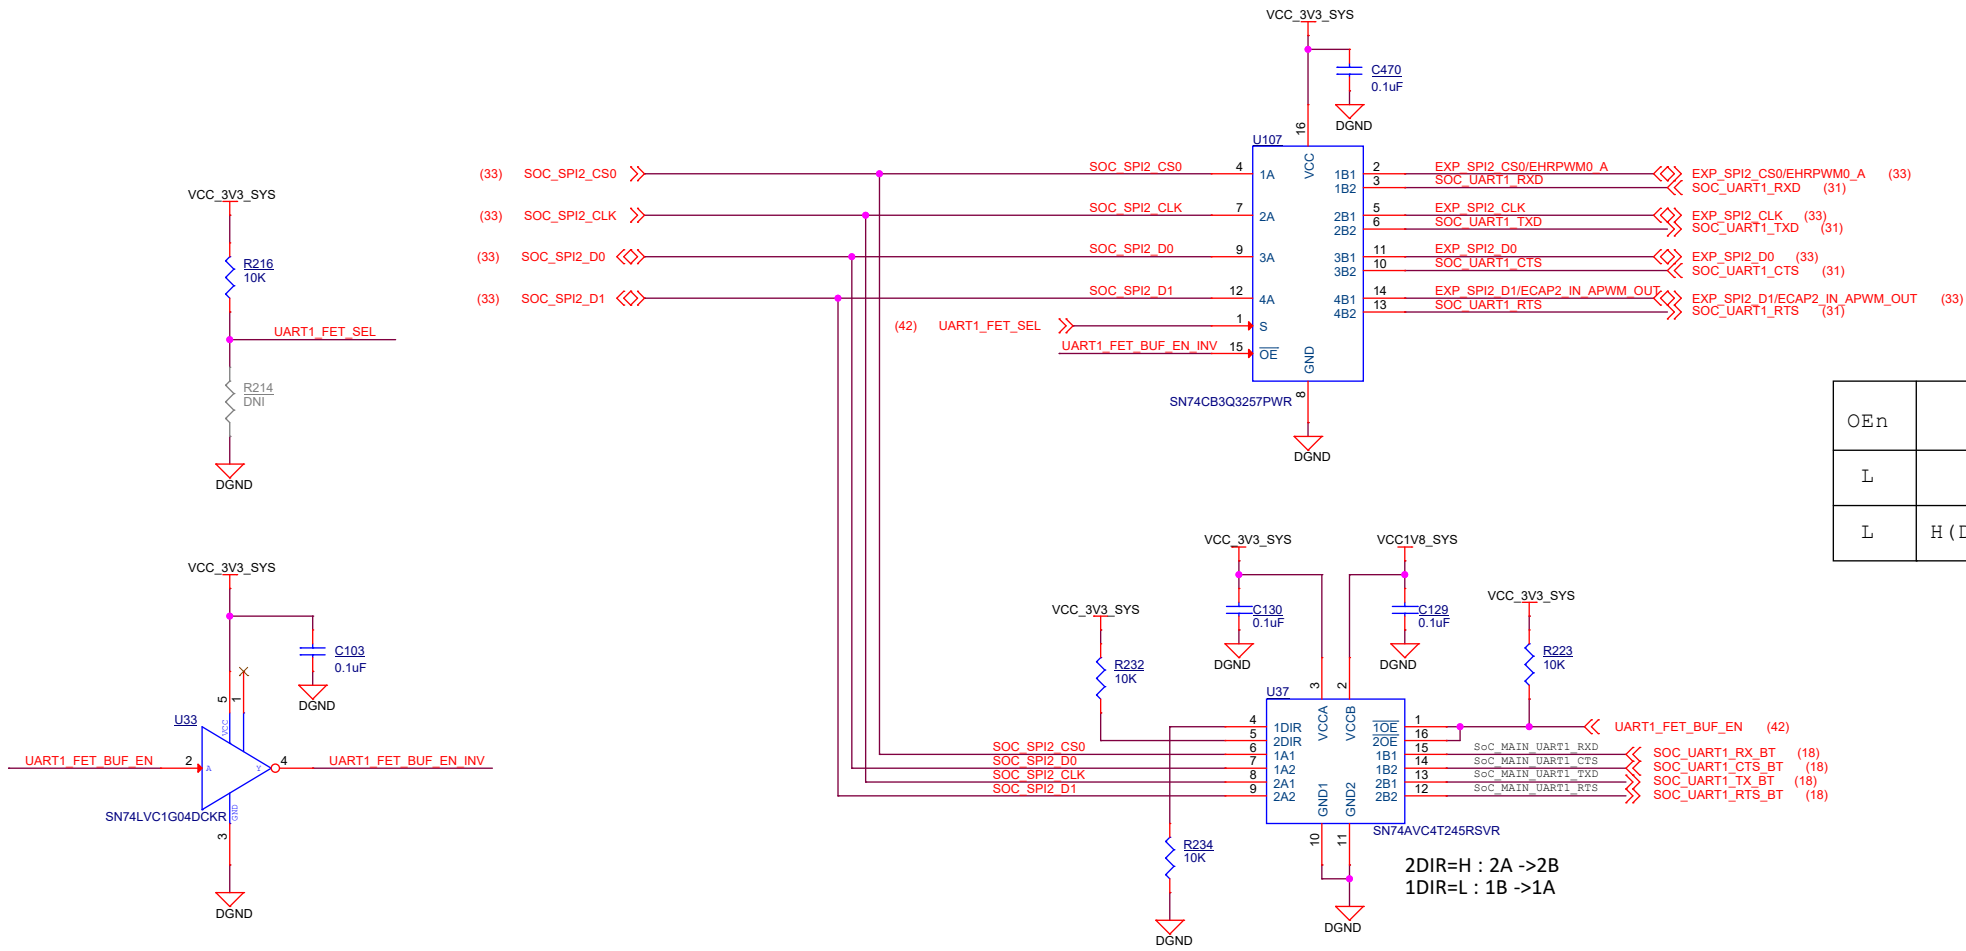 VCC_3V3_SYS
C470
0.1uF
DGND
16
U107
VCC
(33) SOC_SPI2_CS0
SOC_SPI2_CS0
4
1A
1B1
2
EXP_SPI2_CS0/EHRPWM0_A
EXP_SPI2_CS0/EHRPWM0_A (33)
1B2
3
SOC_UART1_RXD
SOC_UART1_RXD (31)
(33) SOC_SPI2_CLK
SOC_SPI2_CLK
7
2A
2B1
5
EXP_SPI2_CLK
EXP_SPI2_CLK (33)
2B2
6
SOC_UART1_TXD
SOC_UART1_TXD (31)
(33) SOC_SPI2_D0
SOC_SPI2_D0
9
3A
3B1
11
EXP_SPI2_D0
EXP_SPI2_D0 (33)
3B2
10
SOC_UART1_CTS
SOC_UART1_CTS (31)
(33) SOC_SPI2_D1
SOC_SPI2_D1
12
4A
4B1
14
EXP_SPI2_D1/ECAP2_IN_APWM_OUT
EXP_SPI2_D1/ECAP2_IN_APWM_OUT (33)
4B2
13
SOC_UART1_RTS
SOC_UART1_RTS (31)
(42) UART1_FET_SEL
1
S
UART1_FET_BUF_EN_INV
15
OE
GND
8
SN74CB3Q3257PWR
DGND
VCC_3V3_SYS
R216
10K
UART1_FET_SEL
R214
DNI
DGND
OEn
L
L
H(D
VCC_3V3_SYS
C103
0.1uF
DGND
5
1
U33
VCC
UART1_FET_BUF_EN
2
A
Y
4
UART1_FET_BUF_EN_INV
GND
SN74LVC1G04DCKR
3
DGND
VCC_3V3_SYS
C130
0.1uF
DGND
VCC1V8_SYS
C129
0.1uF
DGND
VCC_3V3_SYS
R232
10K
VCC_3V3_SYS
R223
10K
3
2
U37
VCCA
VCCB
4
1DIR
1OE
1
UART1_FET_BUF_EN (42)
5
2DIR
2OE
16
SOC_SPI2_CS0
6
1A1
1B1
15
SoC_MAIN_UART1_RXD
SOC_UART1_RX_BT (18)
SOC_SPI2_D0
7
1A2
1B2
14
SoC_MAIN_UART1_CTS
SOC_UART1_CTS_BT (18)
SOC_SPI2_CLK
8
2A1
2B1
13
SoC_MAIN_UART1_TXD
SOC_UART1_TX_BT (18)
SOC_SPI2_D1
9
2A2
2B2
12
SoC_MAIN_UART1_RTS
SOC_UART1_RTS_BT (18)
GND1
GND2
10
11
SN74AVC4T245RSVR
R234
10K
DGND
DGND
2DIR=H : 2A ->2B
1DIR=L : 1B ->1A